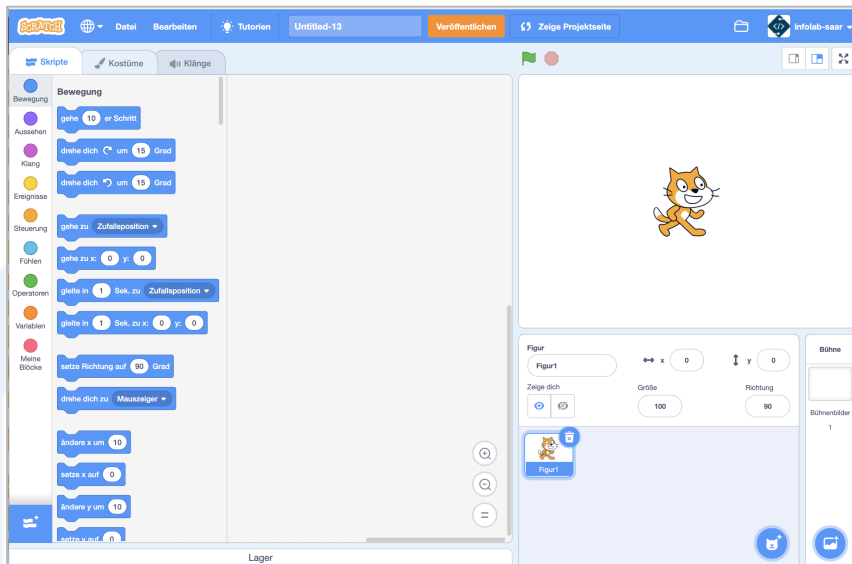 SCRATCH Datei Bearbeiten Tutorien Untitled-13 Veröffentlichen Zeige Projektseite infolab-saar
Skripte Kostüme Klänge
Bewegung
Aussehen
Klang
Ereignisse
Steuerung
Fühlen
Operatoren
Variablen
Meine
Blöcke
Bewegung
gehe 10 er Schritt
drehe dich um 15 Grad
drehe dich um 15 Grad
gehe zu Zufallsposition
gehe zu x: 0 y: 0
gleite in 1 Sek. zu Zufallsposition
gleite in 1 Sek. zu x: 0 y: 0
setze Richtung auf 90 Grad
drehe dich zu Mauszeiger
ändere x um 10
setze x auf 0
ändere y um 10
setze y auf 0
Lager
Figur
Figur1 x 0 y 0
Zeige dich Größe Richtung
100 90
Figur1
Bühne
Bühnenbilder
1